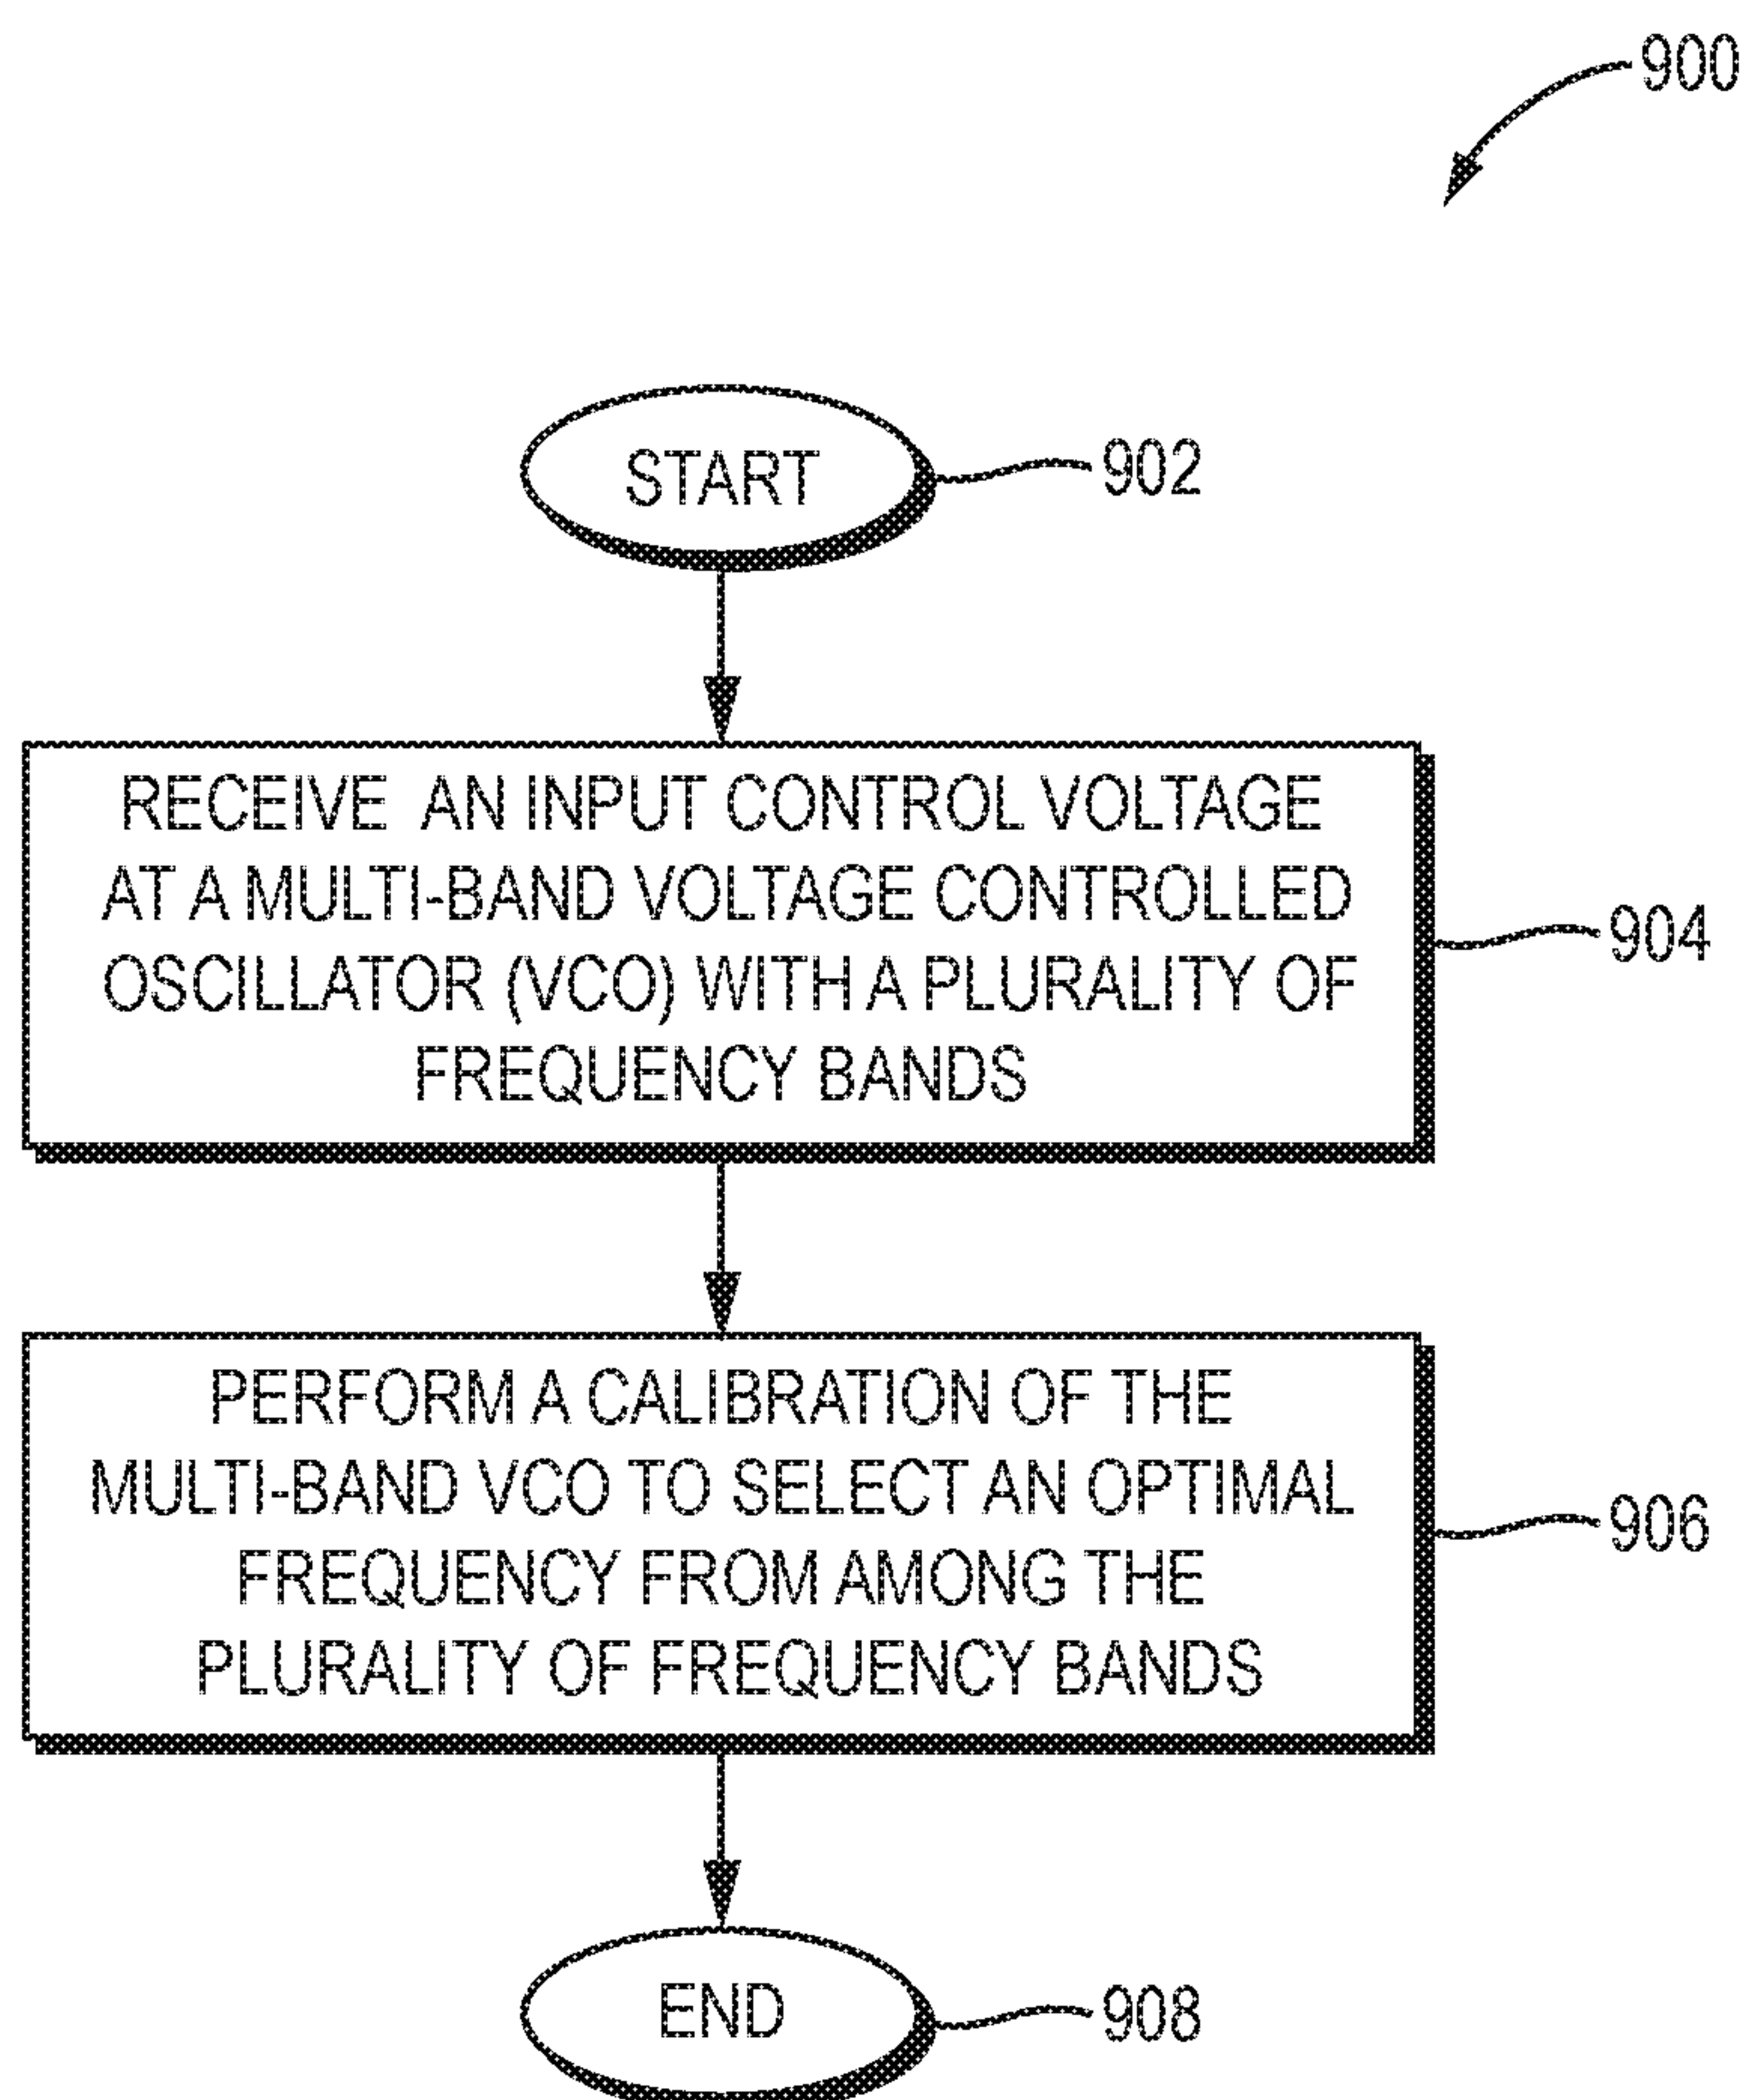 900
START
902
RECEIVE AN INPUT CONTROL VOLTAGE
AT A MULTI-BAND VOLTAGE CONTROLLED
OSCILLATOR (VCO) WITH A PLURALITY OF
FREQUENCY BANDS
904
PERFORM A CALIBRATION OF THE
MULTI-BAND VCO TO SELECT AN OPTIMAL
FREQUENCY FROM AMONG THE
PLURALITY OF FREQUENCY BANDS
906
END
908